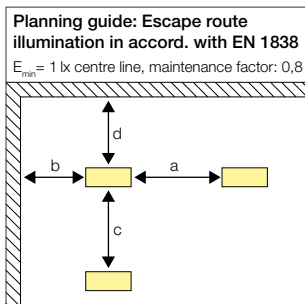 Planning guide: Escape route
illumination in accord. with EN 1838
Emin= 1 lx centre line, maintenance factor: 0,8
d
b
a
c